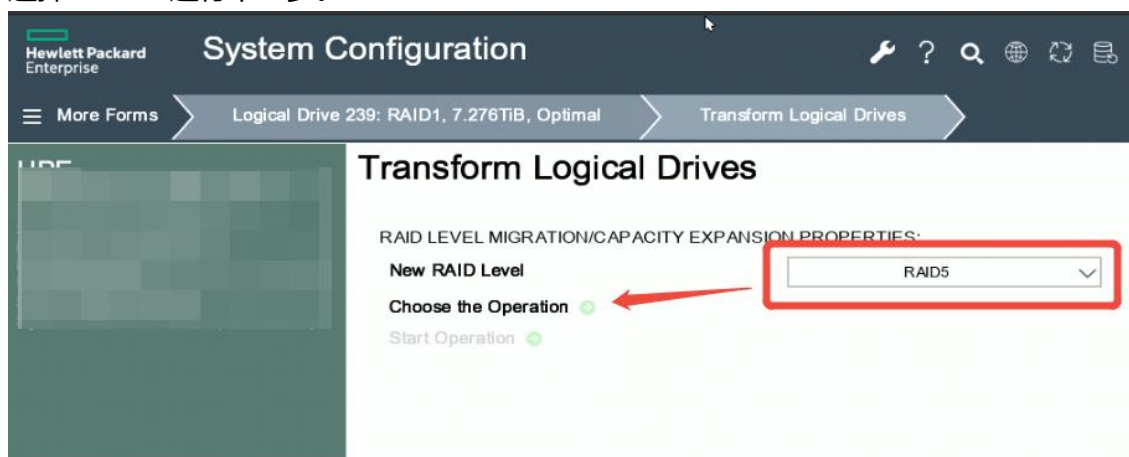 Hewlett Packard
Enterprise
System Configuration
?
More Forms
Logical Drive 239: RAID1, 7.276TiB, Optimal
Transform Logical Drives
Transform Logical Drives
RAID LEVEL MIGRATION/CAPACITY EXPANSION PROPERTIES:
New RAID Level
RAID5
Choose the Operation
Start Operation